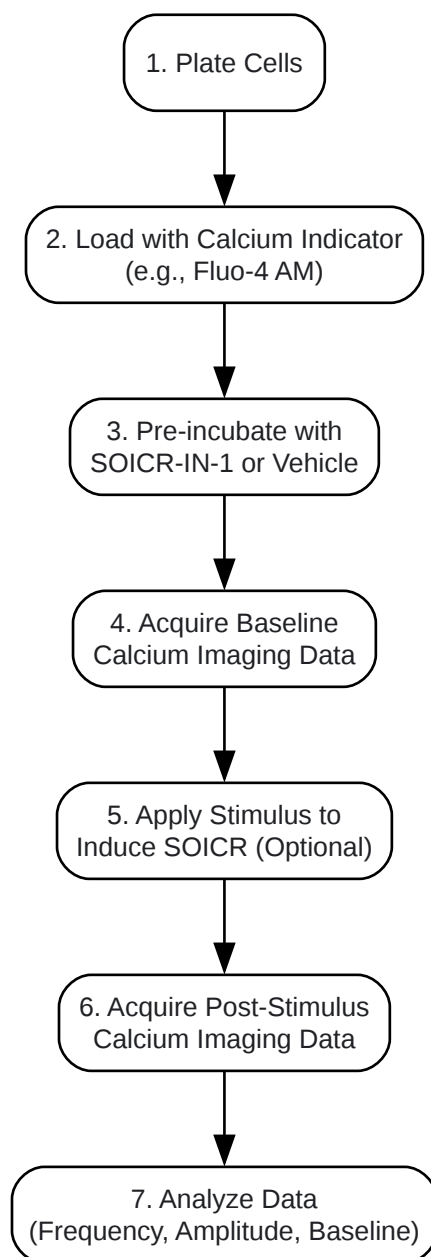 1. Plate Cells
2. Load with Calcium Indicator
(e.g., Fluo-4 AM)
3. Pre-incubate with
SOICR-IN-1 or Vehicle
4. Acquire Baseline
Calcium Imaging Data
5. Apply Stimulus to
Induce SOICR (Optional)
6. Acquire Post-Stimulus
Calcium Imaging Data
7. Analyze Data
(Frequency, Amplitude, Baseline)